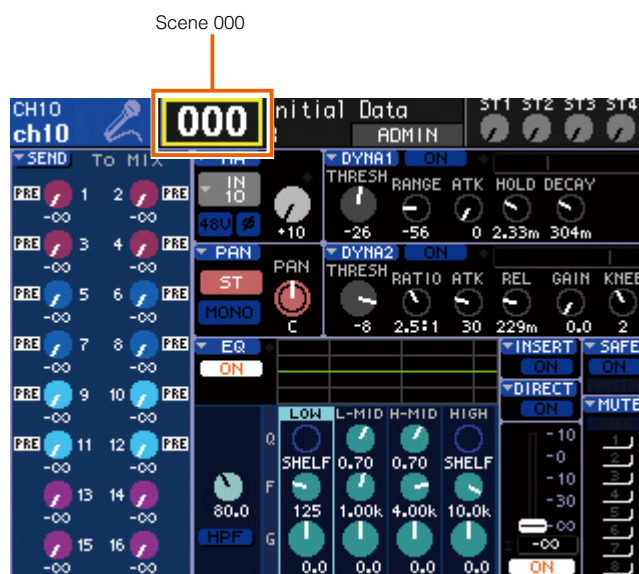 Scene 000
CH10
ch10
000
nitial Data
ADMIN
ST1 ST2 ST3 ST4
SEND To MIX
PRE 1 2 PRE
-∞ -∞
PRE 3 4 PRE
-∞ -∞
PRE 5 6 PRE
-∞ -∞
PRE 7 8 PRE
-∞ -∞
PRE 9 10 PRE
-∞ -∞
PRE 11 12 PRE
-∞ -∞
13 14
-∞ -∞
15 16
-∞ -∞
HA
IN
10
48V Ø
+10
PAN
ST
MONO
PAN
C
DYNA1 ON
THRESH RANGE ATK HOLD DECAY
-26 -56 0 2.33m 304m
DYNA2 ON
THRESH RATIO ATK REL GAIN KNEE
-8 2.5:1 30 229m 0.0 2
EQ
ON
LOW L-MID H-MID HIGH
Q
SHELF 0.70 0.70 SHELF
F
80.0 125 1.00k 4.00k 10.0k
HPF G
0.0 0.0 0.0 0.0
INSERT
ON
DIRECT
ON
-10
-0
-10
-30
-∞
-∞
ON
SAFE
ON
MUTE
1
2
3
4
5
6
7
8